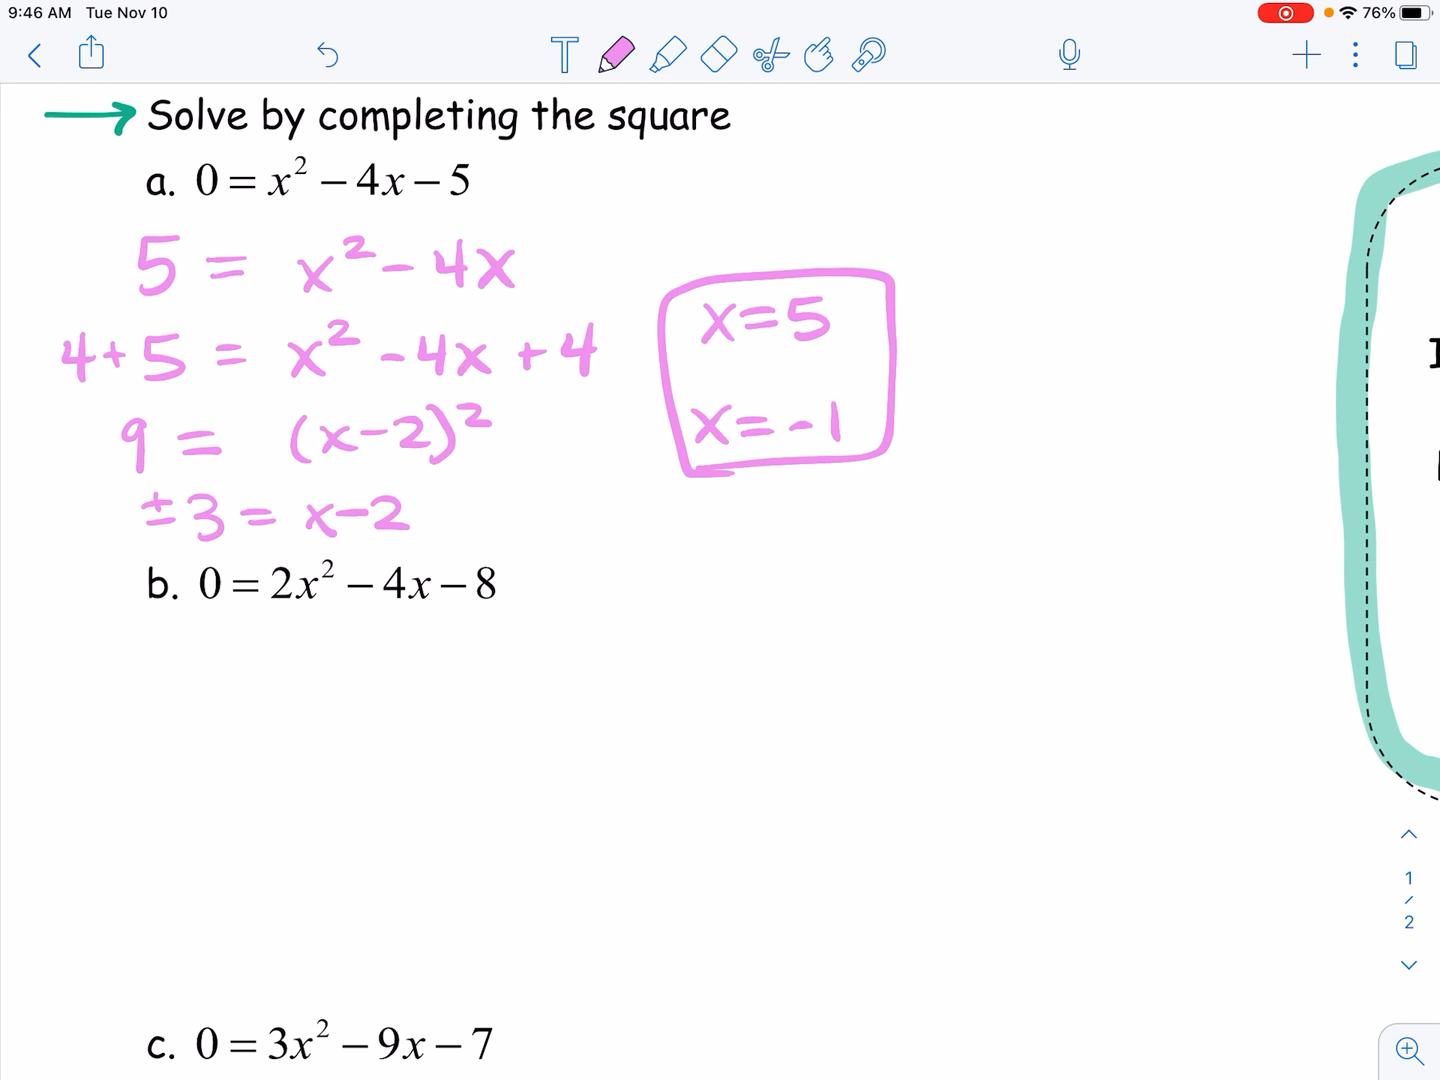 9:46 AM Tue Nov 10
76%
Solve by completing the square
a. 0 = x² − 4x − 5
5 = x² − 4x
4 + 5 = x² − 4x + 4
9 = (x − 2)²
± 3 = x − 2
x = 5
x = −1
b. 0 = 2x² − 4x − 8
c. 0 = 3x² − 9x − 7
1
/
2